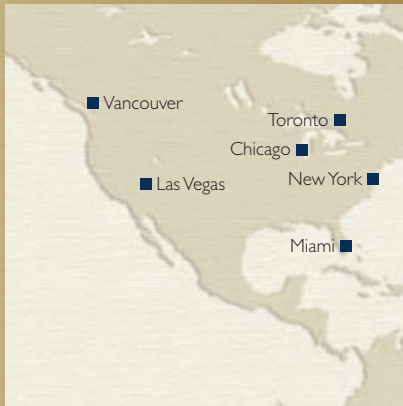 Vancouver
Toronto
Chicago
New York
Las Vegas
Miami